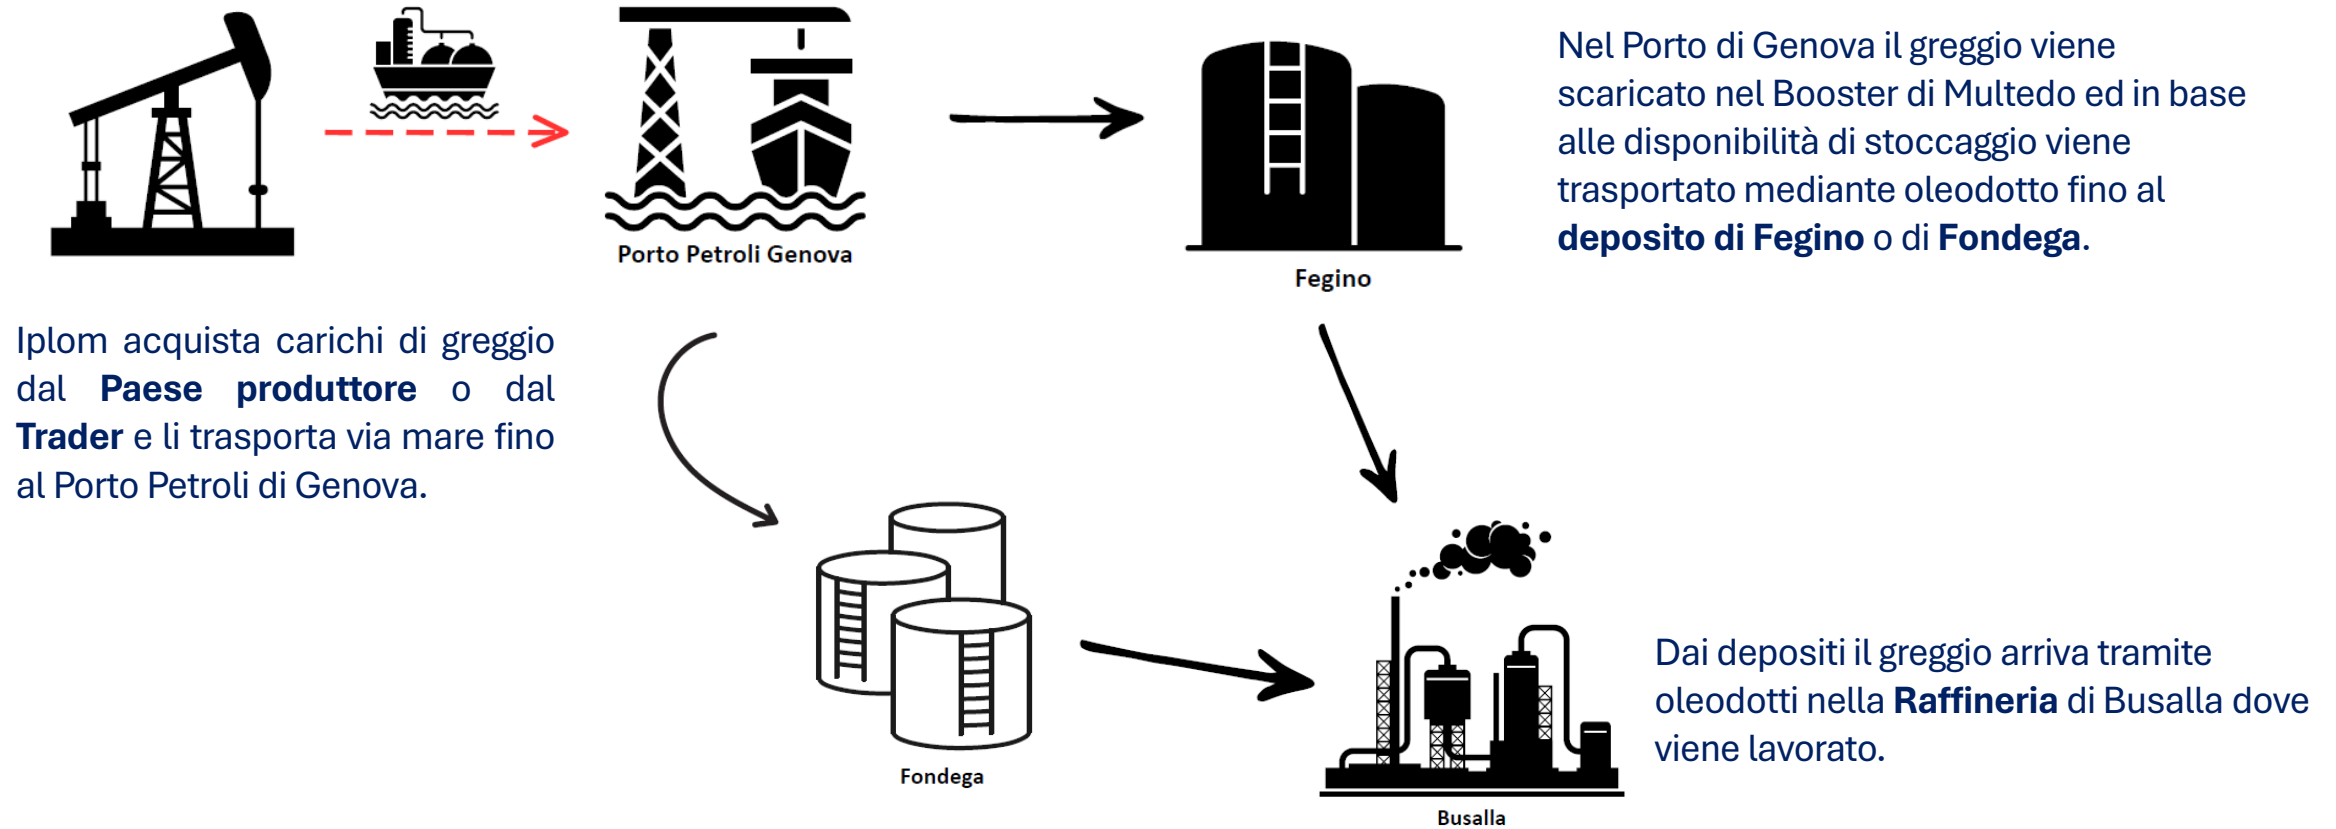 Nel Porto di Genova il greggio viene
scaricato nel Booster di Multedo ed in base
alle disponibilità di stoccaggio viene
trasportato mediante oleodotto fino al
deposito di Fegino o di Fondega.
Porto Petroli Genova
Fegino
Iplom acquista carichi di greggio
dal Paese produttore o dal
Trader e li trasporta via mare fino
al Porto Petroli di Genova.
Dai depositi il greggio arriva tramite
oleodotti nella Raffineria di Busalla dove
viene lavorato.
Fondega
Busalla